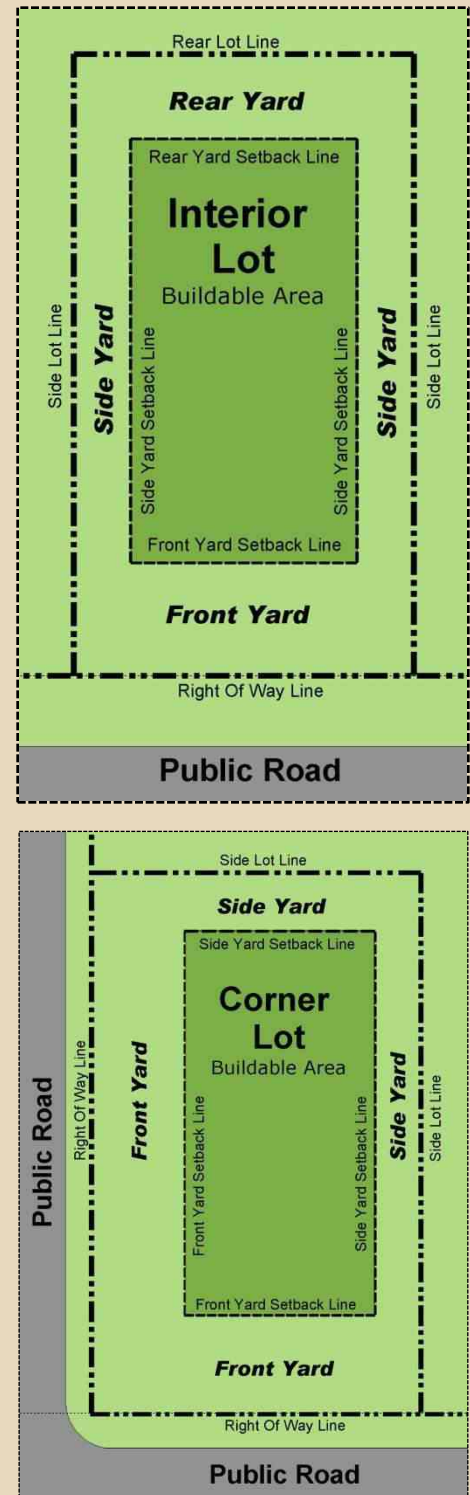 Rear Lot Line
Rear Yard
Rear Yard Setback Line
Interior
Lot
Buildable Area
Side Lot Line
Side Yard
Side Yard Setback Line
Side Yard Setback Line
Side Yard
Side Lot Line
Front Yard Setback Line
Front Yard
Right Of Way Line
Public Road
Side Lot Line
Side Yard
Side Yard Setback Line
Corner
Lot
Buildable Area
Public Road
Right Of Way Line
Front Yard
Front Yard Setback Line
Side Yard Setback Line
Side Yard
Side Lot Line
Front Yard Setback Line
Front Yard
Right Of Way Line
Public Road